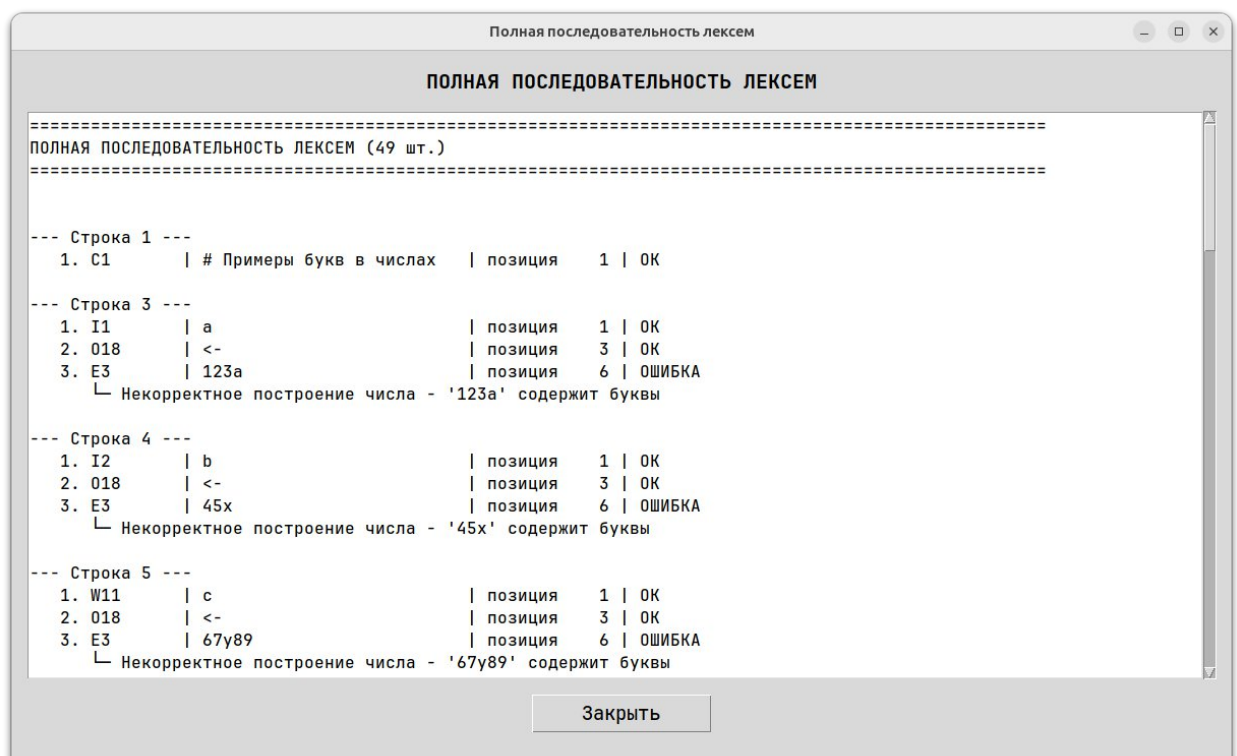 Полная последовательность лексем
ПОЛНАЯ ПОСЛЕДОВАТЕЛЬНОСТЬ ЛЕКСЕМ
====================================================================================================
ПОЛНАЯ ПОСЛЕДОВАТЕЛЬНОСТЬ ЛЕКСЕМ (49 шт.)
====================================================================================================
--- Строка 1 ---
1. C1 | # Примеры букв в числах | позиция 1 | OK
--- Строка 3 ---
1. I1 | a | позиция 1 | OK
2. O18 | <- | позиция 3 | OK
3. E3 | 123a | позиция 6 | ОШИБКА
└─ Некорректное построение числа - '123a' содержит буквы
--- Строка 4 ---
1. I2 | b | позиция 1 | OK
2. O18 | <- | позиция 3 | OK
3. E3 | 45x | позиция 6 | ОШИБКА
└─ Некорректное построение числа - '45x' содержит буквы
--- Строка 5 ---
1. W11 | c | позиция 1 | OK
2. O18 | <- | позиция 3 | OK
3. E3 | 67y89 | позиция 6 | ОШИБКА
└─ Некорректное построение числа - '67y89' содержит буквы
Закрыть